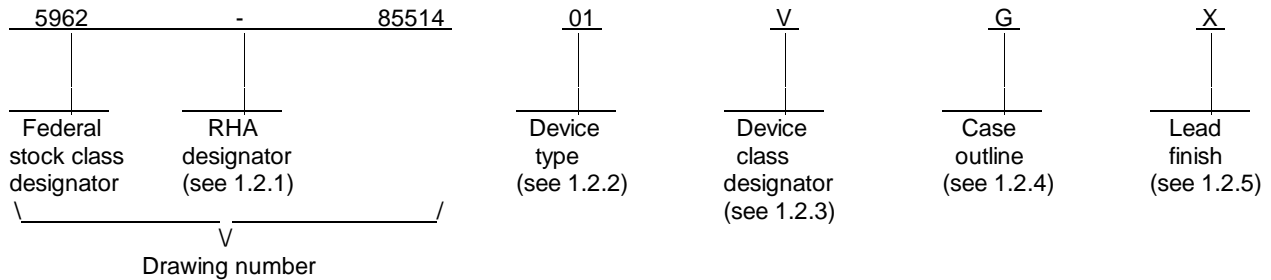 5962 - 85514 01 V G X
Federal stock class designator
RHA designator (see 1.2.1)
Device type (see 1.2.2)
Device class designator (see 1.2.3)
Case outline (see 1.2.4)
Lead finish (see 1.2.5)
Drawing number